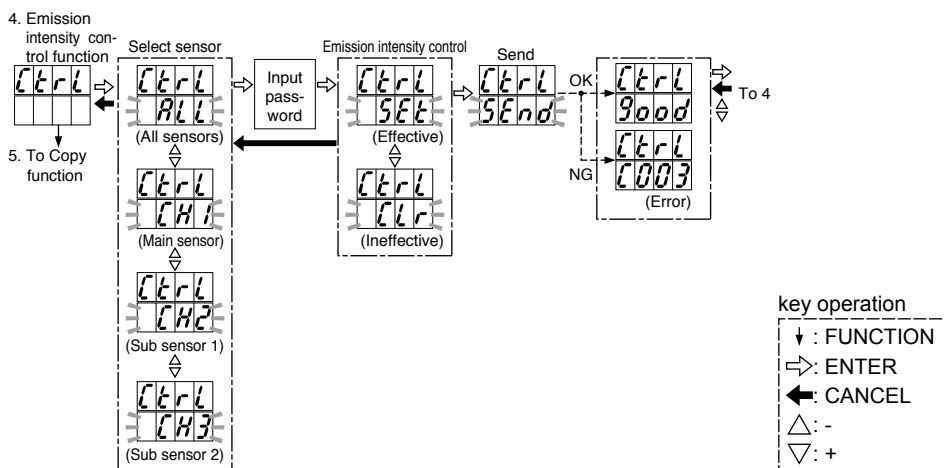 4. Emission
intensity con-
trol function
CtrL
5. To Copy
function
Select sensor
CtrL
ALL
(All sensors)
CtrL
CH1
(Main sensor)
CtrL
CH2
(Sub sensor 1)
CtrL
CH3
(Sub sensor 2)
Input
pass-
word
Emission intensity control
CtrL
SEt
(Effective)
CtrL
CLr
(Ineffective)
Send
CtrL
SEnd
OK
NG
CtrL
good
CtrL
C003
(Error)
To 4
key operation
: FUNCTION
: ENTER
: CANCEL
: -
: +